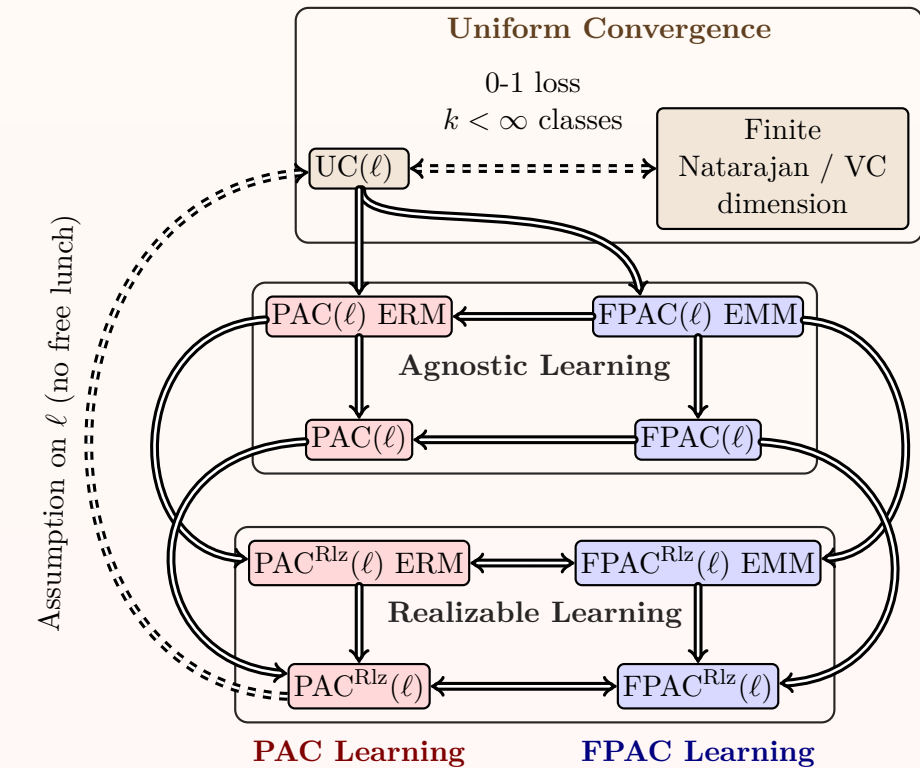 Uniform Convergence
0-1 loss
k < ∞ classes
UC(ℓ)
Finite
Natarajan / VC
dimension
Assumption on ℓ (no free lunch)
PAC(ℓ) ERM
FPAC(ℓ) EMM
Agnostic Learning
PAC(ℓ)
FPAC(ℓ)
PAC^Rlz(ℓ) ERM
FPAC^Rlz(ℓ) EMM
Realizable Learning
PAC^Rlz(ℓ)
FPAC^Rlz(ℓ)
PAC Learning
FPAC Learning